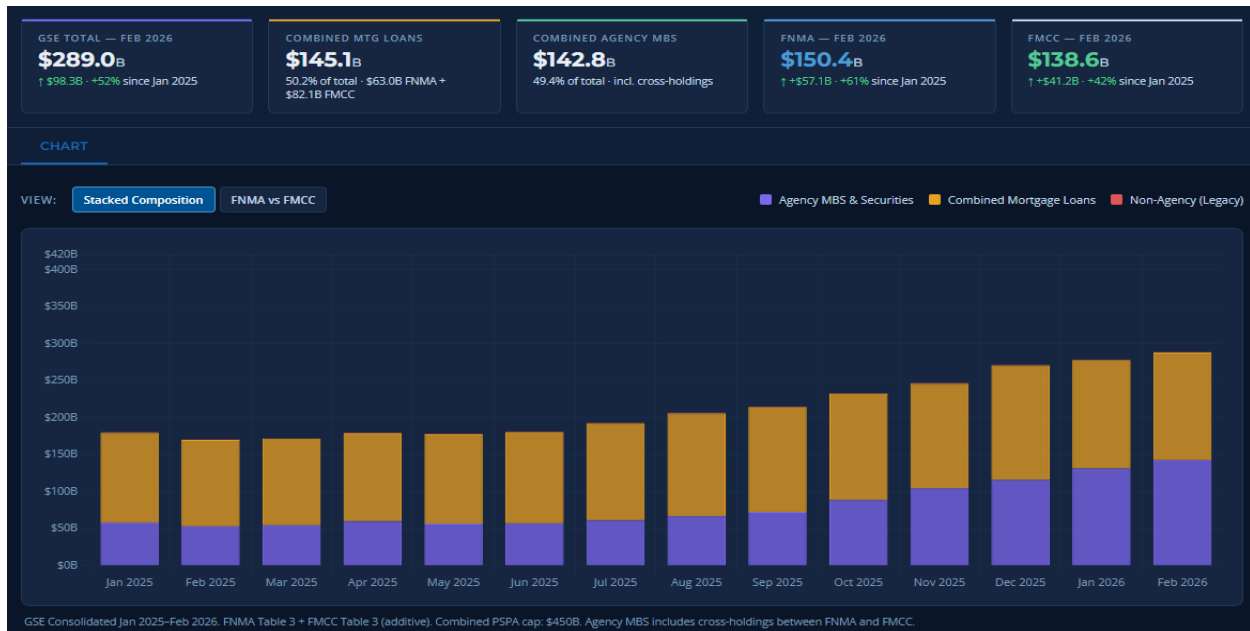 GSE TOTAL — FEB 2026
$289.0B
↑ $98.3B · +52% since Jan 2025
COMBINED MTG LOANS
$145.1B
50.2% of total · $63.0B FNMA +
$82.1B FMCC
COMBINED AGENCY MBS
$142.8B
49.4% of total · incl. cross-holdings
FNMA — FEB 2026
$150.4B
↑ +$57.1B · +61% since Jan 2025
FMCC — FEB 2026
$138.6B
↑ +$41.2B · +42% since Jan 2025
CHART
VIEW: Stacked Composition FNMA vs FMCC
Agency MBS & Securities Combined Mortgage Loans Non-Agency (Legacy)
$420B
$400B
$350B
$300B
$250B
$200B
$150B
$100B
$50B
$0B
Jan 2025 Feb 2025 Mar 2025 Apr 2025 May 2025 Jun 2025 Jul 2025 Aug 2025 Sep 2025 Oct 2025 Nov 2025 Dec 2025 Jan 2026 Feb 2026
GSE Consolidated Jan 2025–Feb 2026. FNMA Table 3 + FMCC Table 3 (additive). Combined PSPA cap: $450B. Agency MBS includes cross-holdings between FNMA and FMCC.